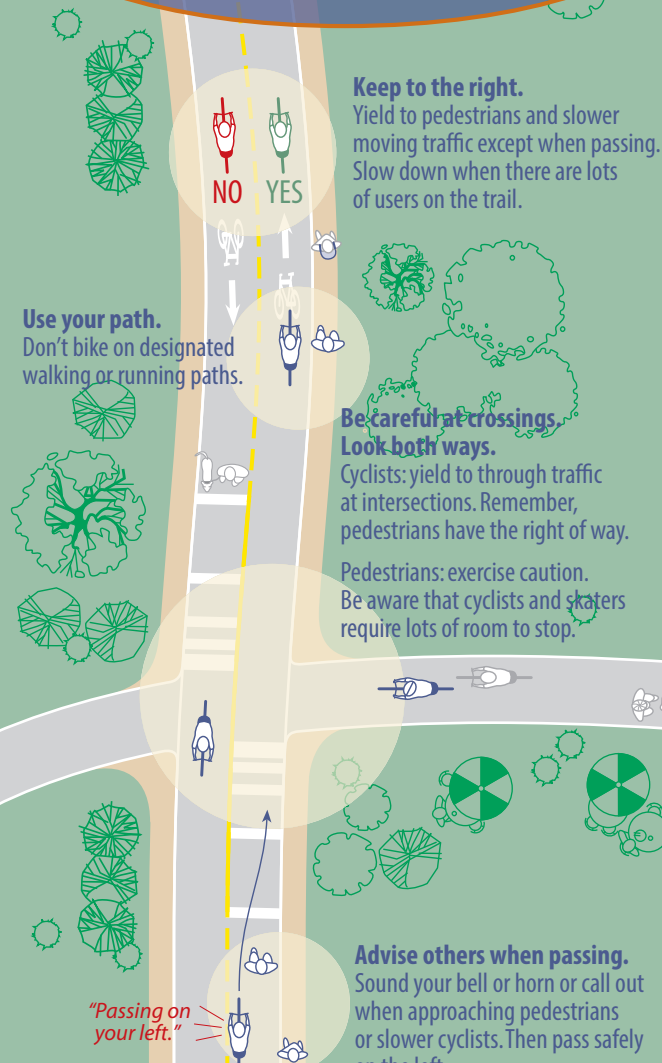 Keep to the right.
Yield to pedestrians and slower
moving traffic except when passing.
Slow down when there are lots
of users on the trail.
NO YES
Use your path.
Don't bike on designated
walking or running paths.
Be careful at crossings.
Look both ways.
Cyclists: yield to through traffic
at intersections. Remember,
pedestrians have the right of way.
Pedestrians: exercise caution.
Be aware that cyclists and skaters
require lots of room to stop.
Advise others when passing.
Sound your bell or horn or call out
when approaching pedestrians
or slower cyclists. Then pass safely
on the left.
"Passing on
your left."